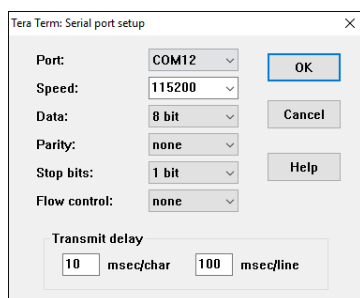 Tera Term: Serial port setup
Port: COM12
OK
Speed: 115200
Data: 8 bit
Cancel
Parity: none
Stop bits: 1 bit
Help
Flow control: none
Transmit delay
10 msec/char 100 msec/line